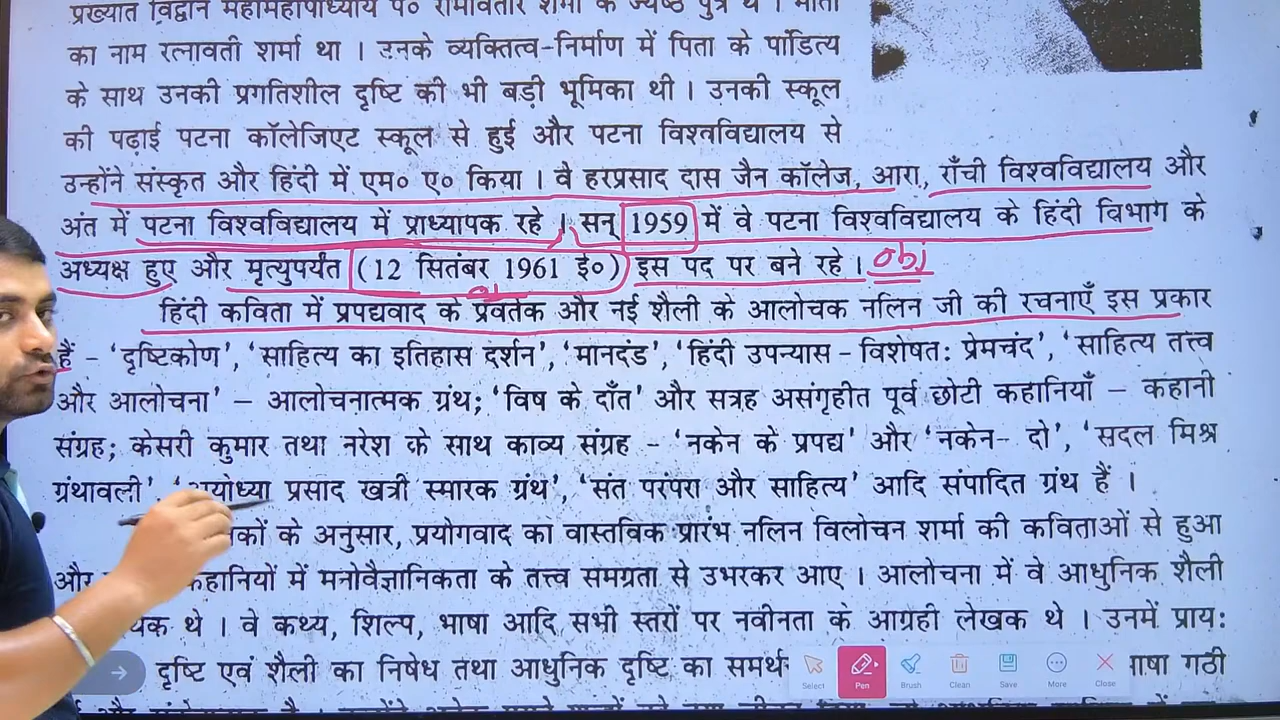 प्रख्यात विद्वान महामहोपाध्याय पं० रामावतार शर्मा के ज्येष्ठ पुत्र थे । माता
का नाम रत्नावती शर्मा था । उनके व्यक्तित्व-निर्माण में पिता के पांडित्य
के साथ उनकी प्रगतिशील दृष्टि की भी बड़ी भूमिका थी । उनकी स्कूल
की पढ़ाई पटना कॉलेजिएट स्कूल से हुई और पटना विश्वविद्यालय से
उन्होंने संस्कृत और हिंदी में एम० ए० किया । वे हरप्रसाद दास जैन कॉलेज, आरा, राँची विश्वविद्यालय और
अंत में पटना विश्वविद्यालय में प्राध्यापक रहे । सन् 1959 में वे पटना विश्वविद्यालय के हिंदी विभाग के
अध्यक्ष हुए और मृत्युपर्यंत (12 सितंबर 1961 ई०) इस पद पर बने रहे । obj
हिंदी कविता में प्रपद्यवाद के प्रवर्तक और नई शैली के आलोचक नलिन जी की रचनाएँ इस प्रकार
हैं – 'दृष्टिकोण', 'साहित्य का इतिहास दर्शन', 'मानदंड', 'हिंदी उपन्यास – विशेषत: प्रेमचंद', 'साहित्य तत्त्व
और आलोचना' – आलोचनात्मक ग्रंथ; 'विष के दाँत' और सत्रह असंगृहीत पूर्व छोटी कहानियाँ – कहानी
संग्रह; केसरी कुमार तथा नरेश के साथ काव्य संग्रह – 'नकेन के प्रपद्य' और 'नकेन– दो', 'सदल मिश्र
ग्रंथावली', 'अयोध्या प्रसाद खत्री स्मारक ग्रंथ', 'संत परंपरा और साहित्य' आदि संपादित ग्रंथ हैं ।
के अनुसार, प्रयोगवाद का वास्तविक प्रारंभ नलिन विलोचन शर्मा की कविताओं से हुआ
और कहानियों में मनोवैज्ञानिकता के तत्त्व समग्रता से उभरकर आए । आलोचना में वे आधुनिक शैली
थे । वे कथ्य, शिल्प, भाषा आदि सभी स्तरों पर नवीनता के आग्रही लेखक थे । उनमें प्राय:
दृष्टि एवं शैली का निषेध तथा आधुनिक दृष्टि का गठी
Select Pen Brush Clean Save More Close